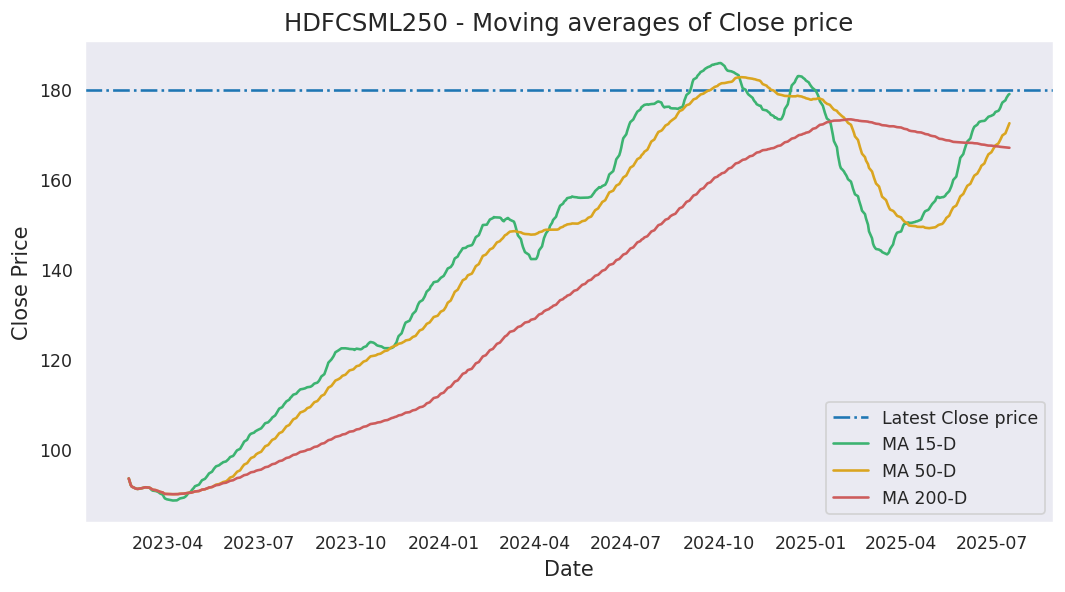 HDFCSML250 - Moving averages of Close price
Close Price
180
160
140
120
100
Latest Close price
MA 15-D
MA 50-D
MA 200-D
2023-04 2023-07 2023-10 2024-01 2024-04 2024-07 2024-10 2025-01 2025-04 2025-07
Date